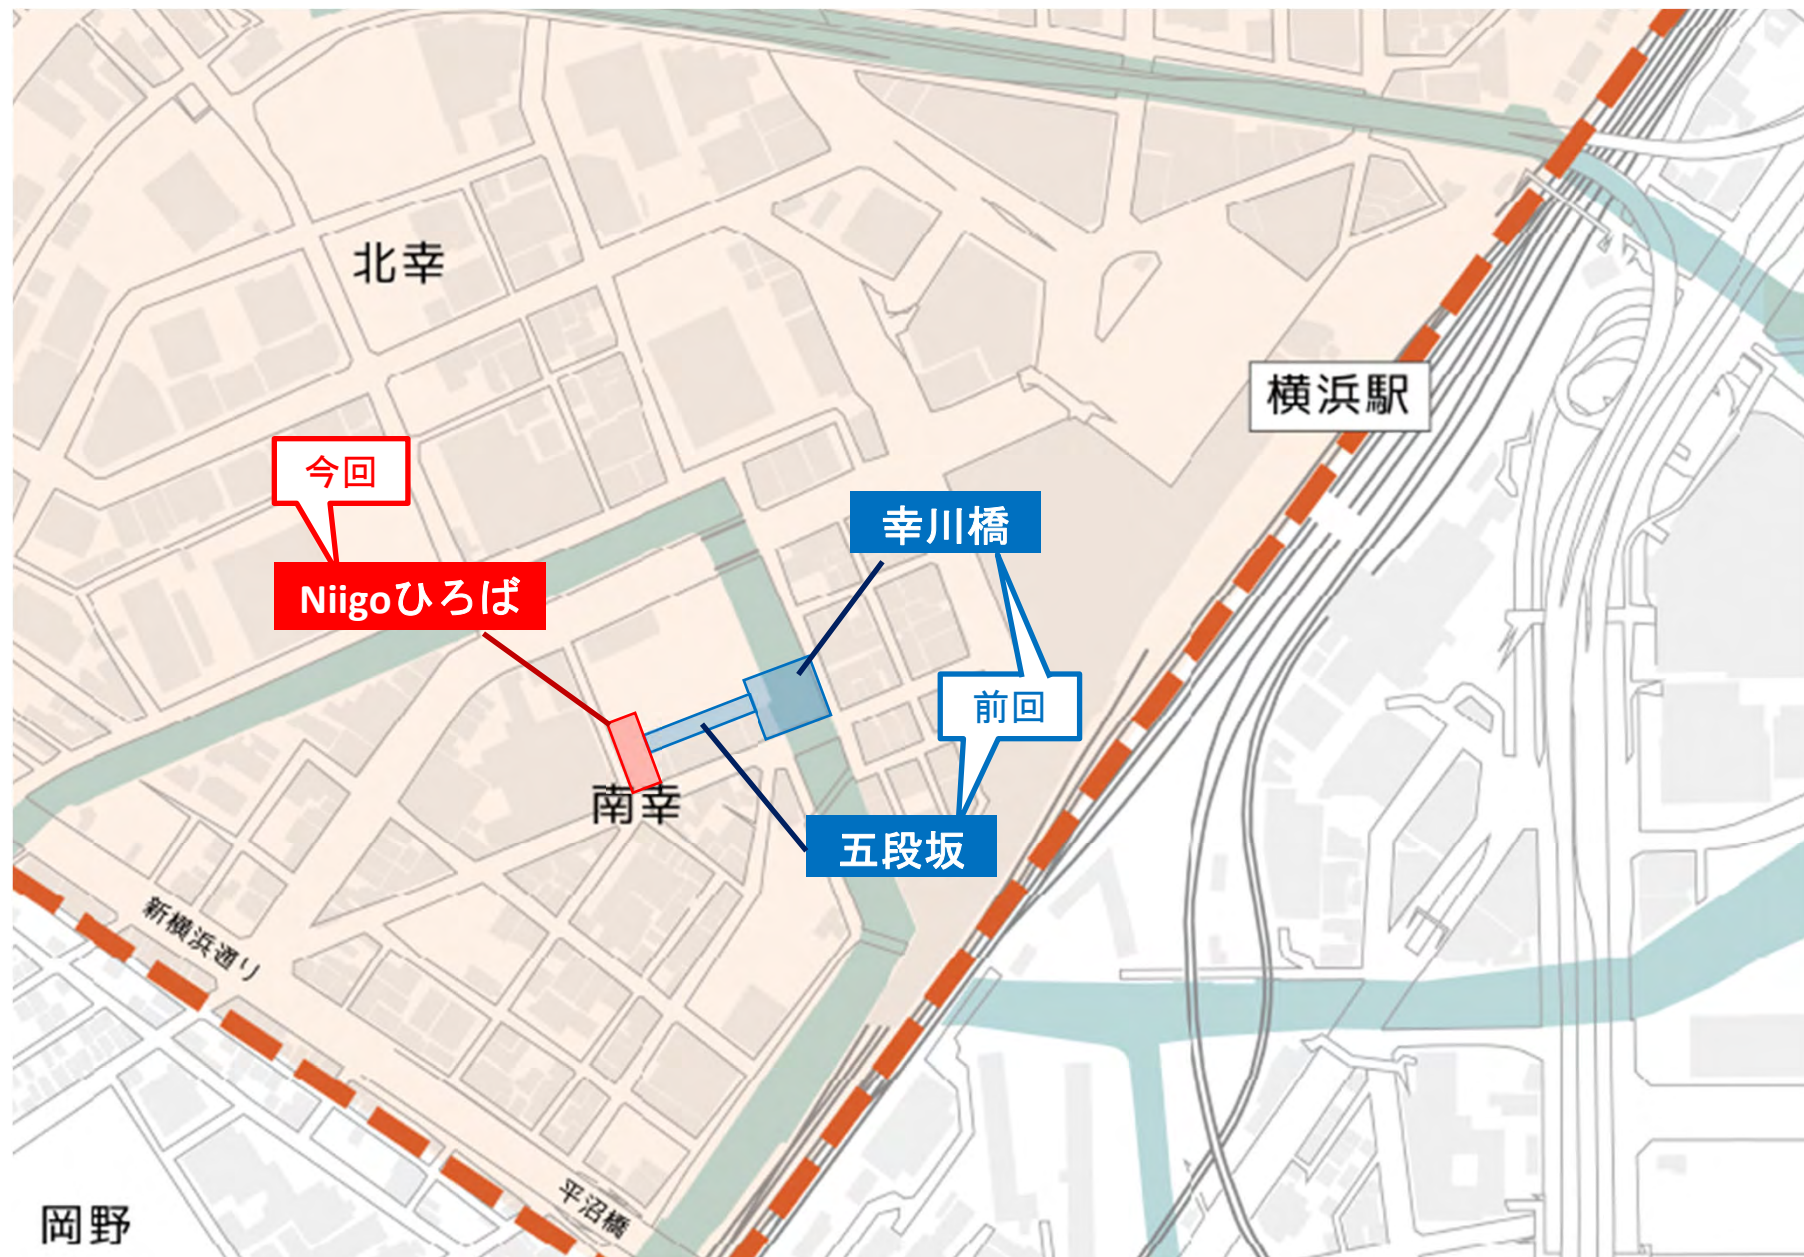 北幸
横浜駅
今回
幸川橋
Niigoひろば
前回
南幸
五段坂
新横浜通り
平沼橋
岡野